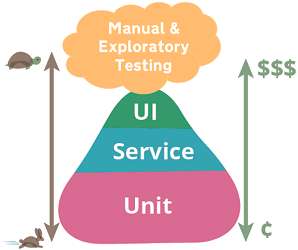 Manual &
Exploratory
Testing
$$$
UI
Service
Unit
¢